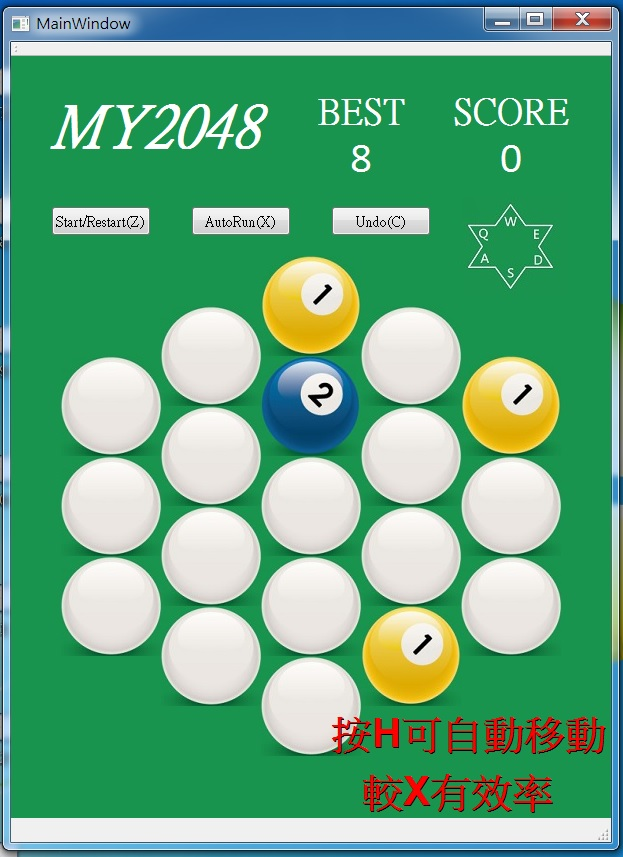 MainWindow
MY2048
BEST
SCORE
8
0
Start/Restart(Z)
AutoRun(X)
Undo(C)
W
Q
E
A
D
S
1
2
1
1
按H可自動移動
較X有效率